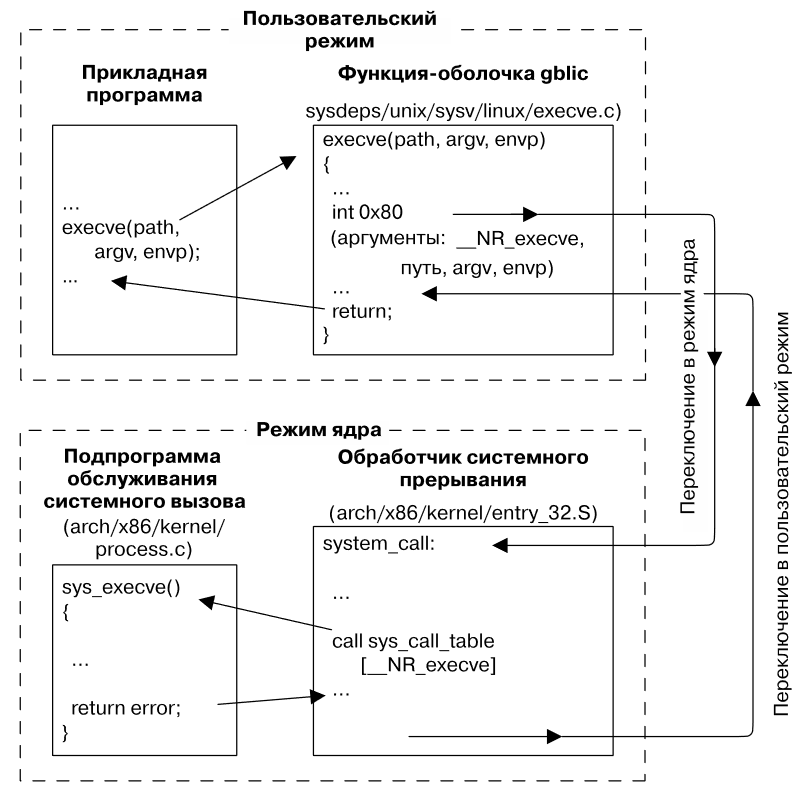 Пользовательский
режим
Прикладная
программа
Функция-оболочка gblic
sysdeps/unix/sysv/linux/execve.c)
...
execve(path,
argv, envp);
...
execve(path, argv, envp)
{
...
int 0x80
(аргументы: __NR_execve,
путь, argv, envp)
...
return;
}
Переключение в режим ядра
Переключение в пользовательский режим
Режим ядра
Подпрограмма
обслуживания
системного вызова
(arch/x86/kernel/
process.c)
Обработчик системного
прерывания
(arch/x86/kernel/entry_32.S)
sys_execve()
{
...
return error;
}
system_call:
...
call sys_call_table
[__NR_execve]
...